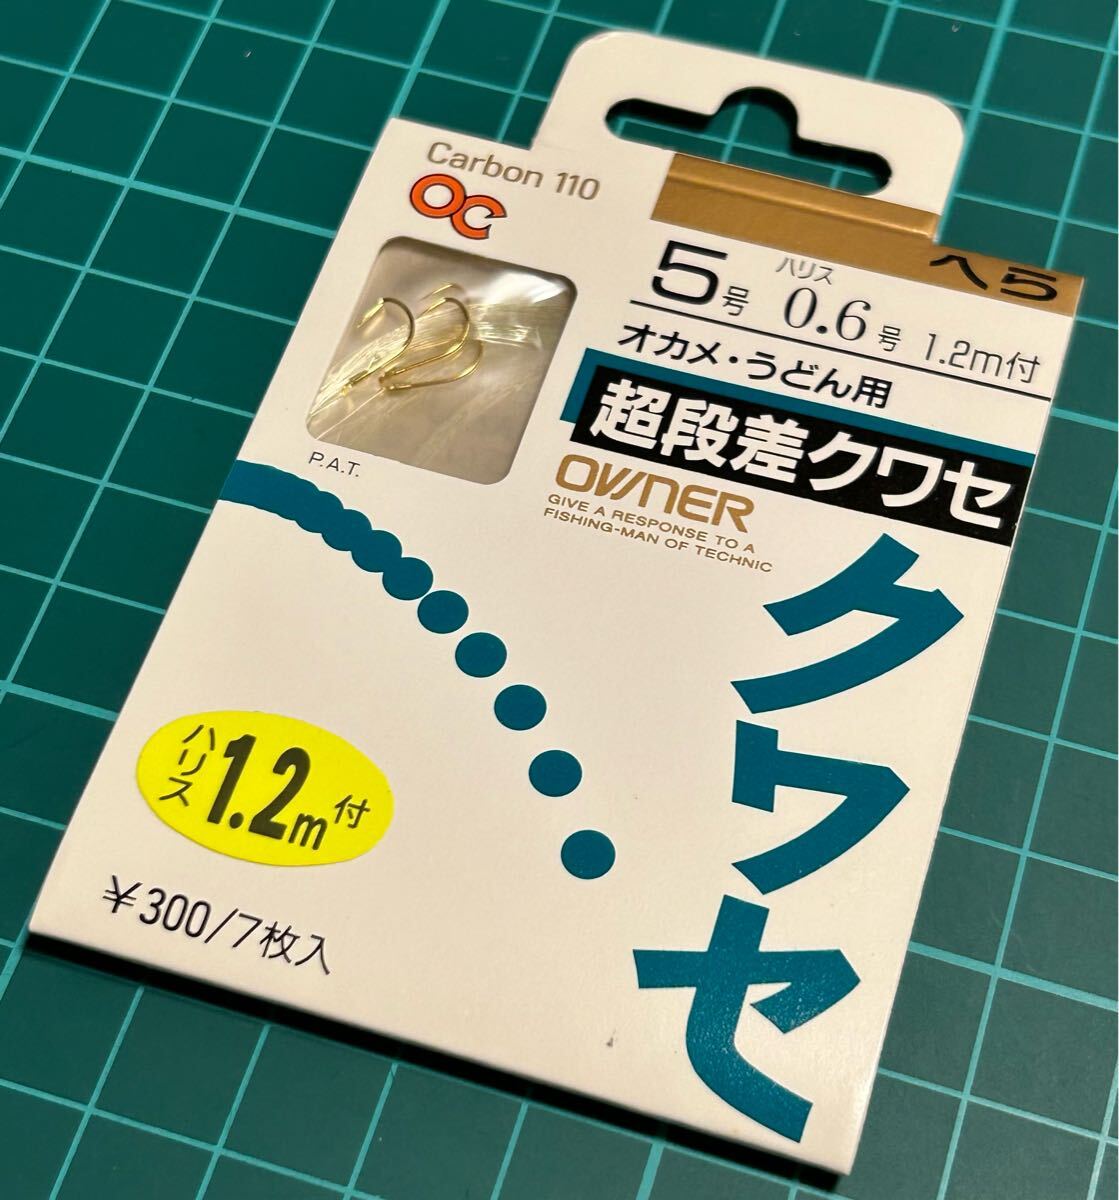 Carbon 110
OC
へら
5号 ハリス 0.6号 1.2m付
オカメ・うどん用
超段差クワセ
OWNER
GIVE A RESPONSE TO A
FISHING-MAN OF TECHNIC
P.A.T.
クワセ
ハリス 1.2m付
¥300/7枚入